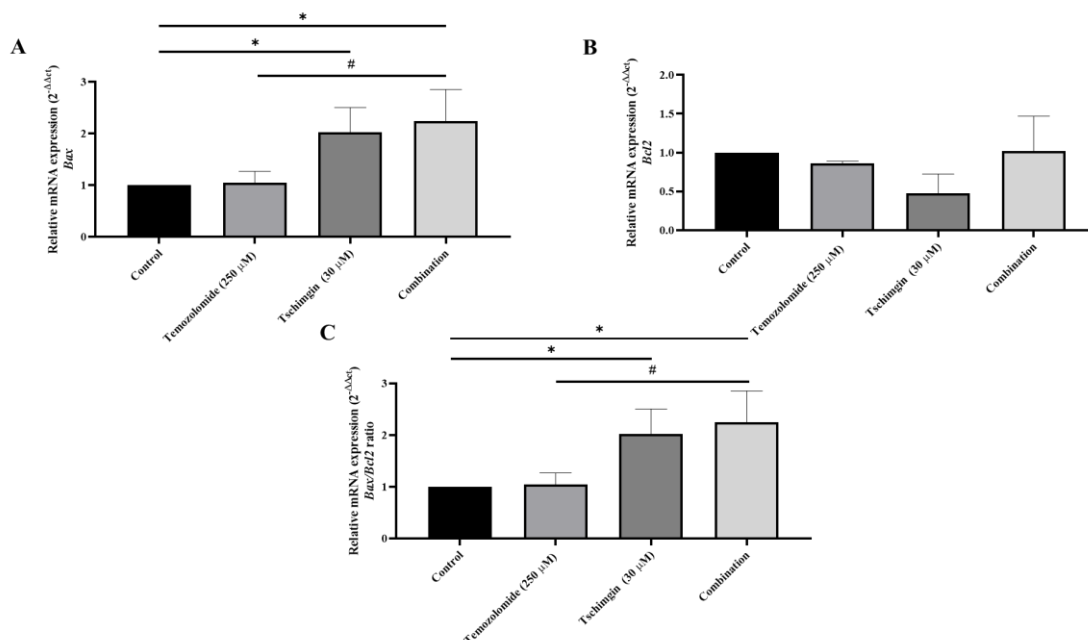 A
*
*
#
Relative mRNA expression (2^-ΔΔct)
Bax
3
2
1
0
Control
Temozolomide (250 μM)
Tschimgin (30 μM)
Combination
B
Relative mRNA expression (2^-ΔΔct)
Bcl2
2.0
1.5
1.0
0.5
0.0
Control
Temozolomide (250 μM)
Tschimgin (30 μM)
Combination
C
*
*
#
Relative mRNA expression (2^-ΔΔct)
Bax/Bcl2 ratio
3
2
1
0
Control
Temozolomide (250 μM)
Tschimgin (30 μM)
Combination